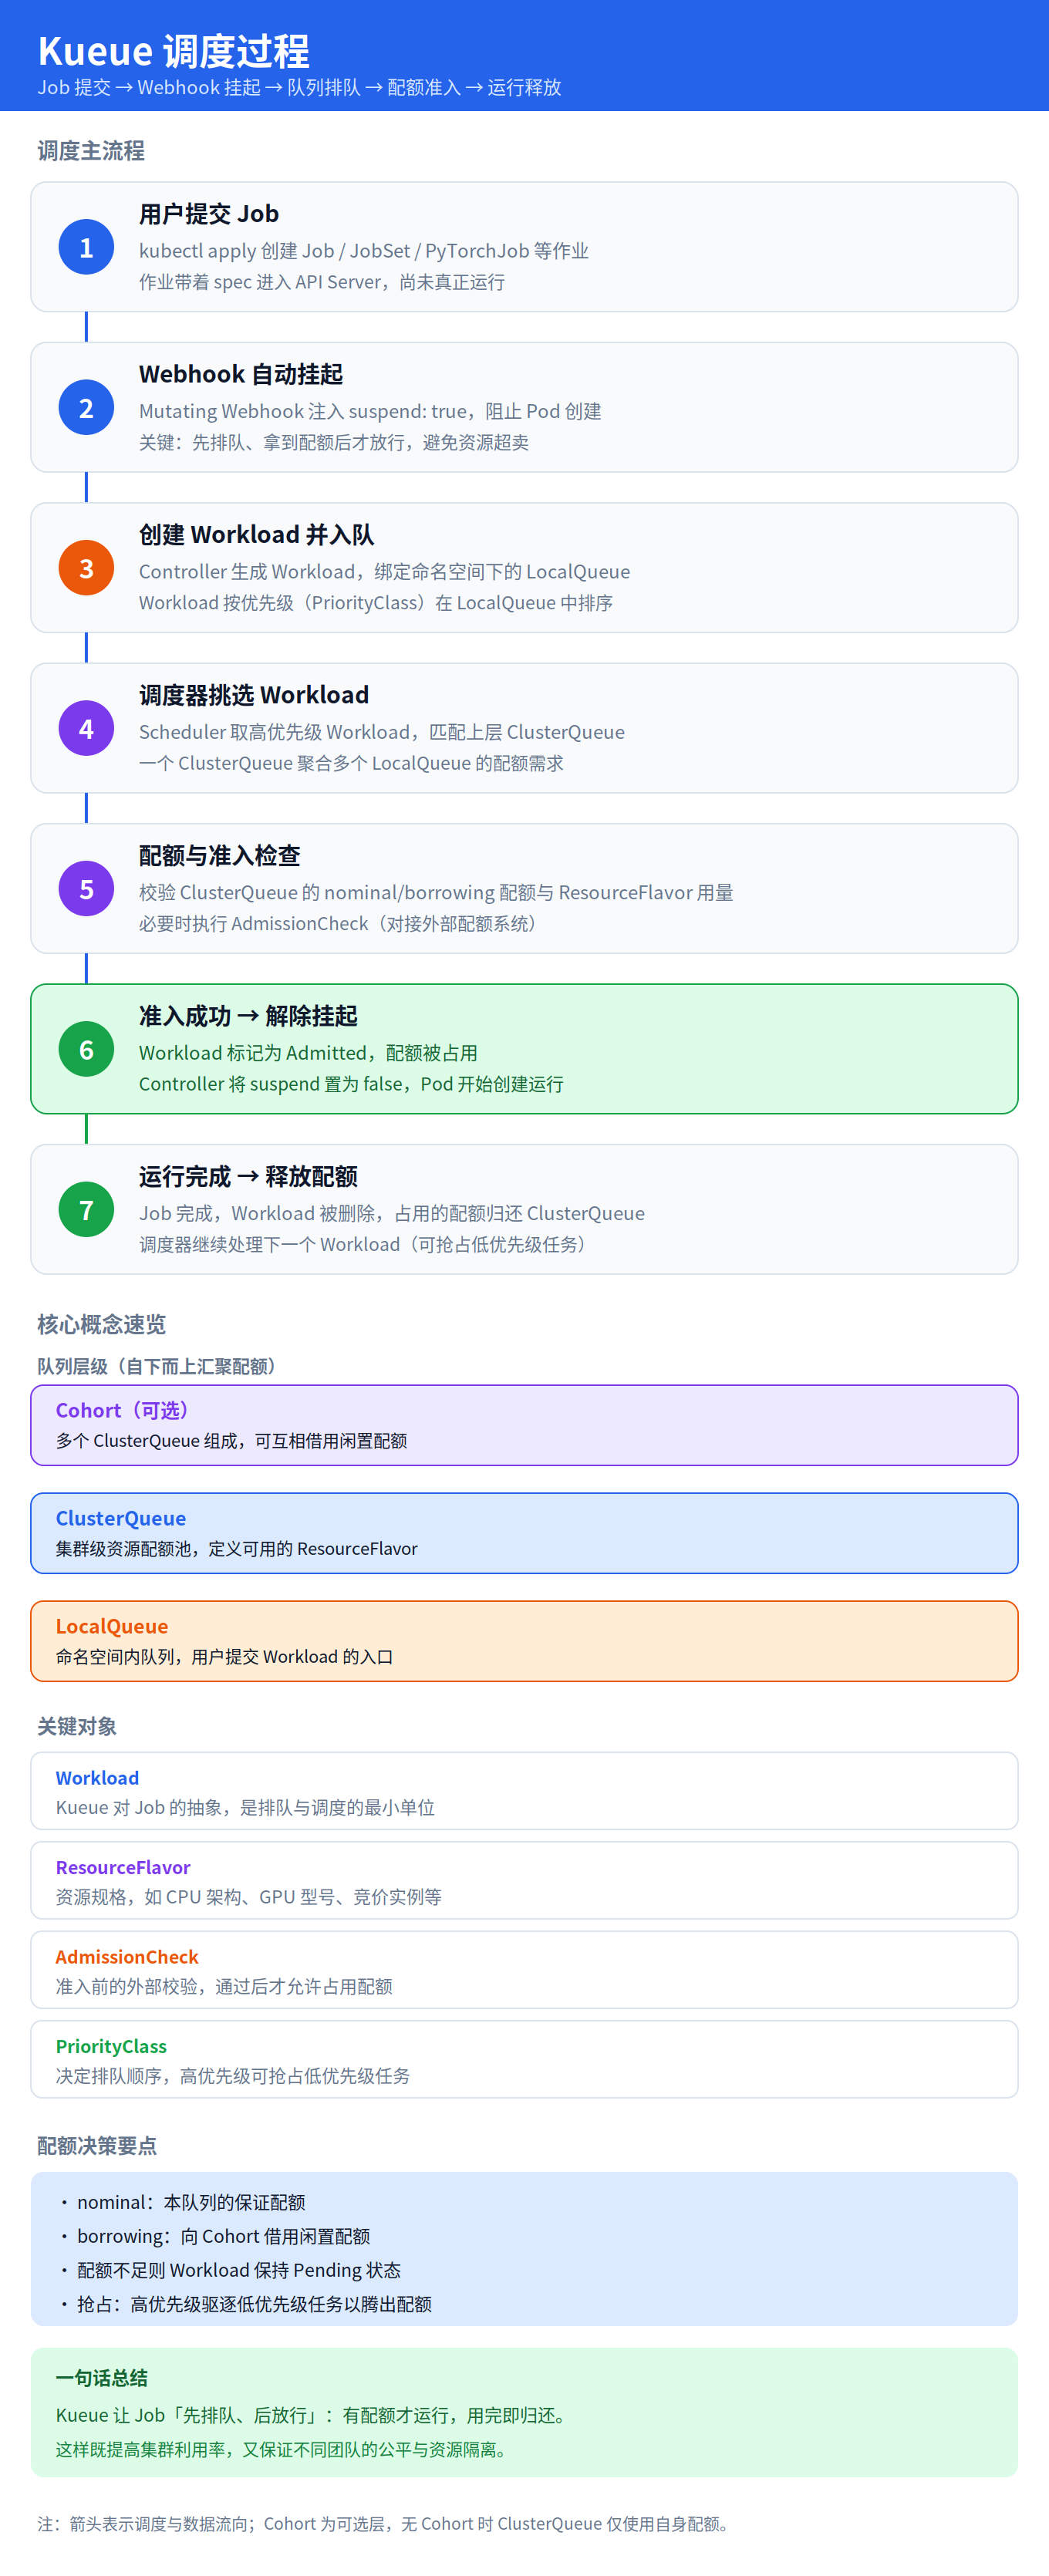 Kueue 调度过程
Job 提交 → Webhook 挂起 → 队列排队 → 配额准入 → 运行释放
调度主流程
1
用户提交 Job
kubectl apply 创建 Job / JobSet / PyTorchJob 等作业
作业带着 spec 进入 API Server，尚未真正运行
2
Webhook 自动挂起
Mutating Webhook 注入 suspend: true，阻止 Pod 创建
关键：先排队、拿到配额后才放行，避免资源超卖
3
创建 Workload 并入队
Controller 生成 Workload，绑定命名空间下的 LocalQueue
Workload 按优先级（PriorityClass）在 LocalQueue 中排序
4
调度器挑选 Workload
Scheduler 取高优先级 Workload，匹配上层 ClusterQueue
一个 ClusterQueue 聚合多个 LocalQueue 的配额需求
5
配额与准入检查
校验 ClusterQueue 的 nominal/borrowing 配额与 ResourceFlavor 用量
必要时执行 AdmissionCheck（对接外部配额系统）
6
准入成功 → 解除挂起
Workload 标记为 Admitted，配额被占用
Controller 将 suspend 置为 false，Pod 开始创建运行
7
运行完成 → 释放配额
Job 完成，Workload 被删除，占用的配额归还 ClusterQueue
调度器继续处理下一个 Workload（可抢占低优先级任务）
核心概念速览
队列层级（自下而上汇聚配额）
Cohort（可选）
多个 ClusterQueue 组成，可互相借用闲置配额
ClusterQueue
集群级资源配额池，定义可用的 ResourceFlavor
LocalQueue
命名空间内队列，用户提交 Workload 的入口
关键对象
Workload
Kueue 对 Job 的抽象，是排队与调度的最小单位
ResourceFlavor
资源规格，如 CPU 架构、GPU 型号、竞价实例等
AdmissionCheck
准入前的外部校验，通过后才允许占用配额
PriorityClass
决定排队顺序，高优先级可抢占低优先级任务
配额决策要点
• nominal：本队列的保证配额
• borrowing：向 Cohort 借用闲置配额
• 配额不足则 Workload 保持 Pending 状态
• 抢占：高优先级驱逐低优先级任务以腾出配额
一句话总结
Kueue 让 Job「先排队、后放行」：有配额才运行，用完即归还。
这样既提高集群利用率，又保证不同团队的公平与资源隔离。
注：箭头表示调度与数据流向；Cohort 为可选层，无 Cohort 时 ClusterQueue 仅使用自身配额。